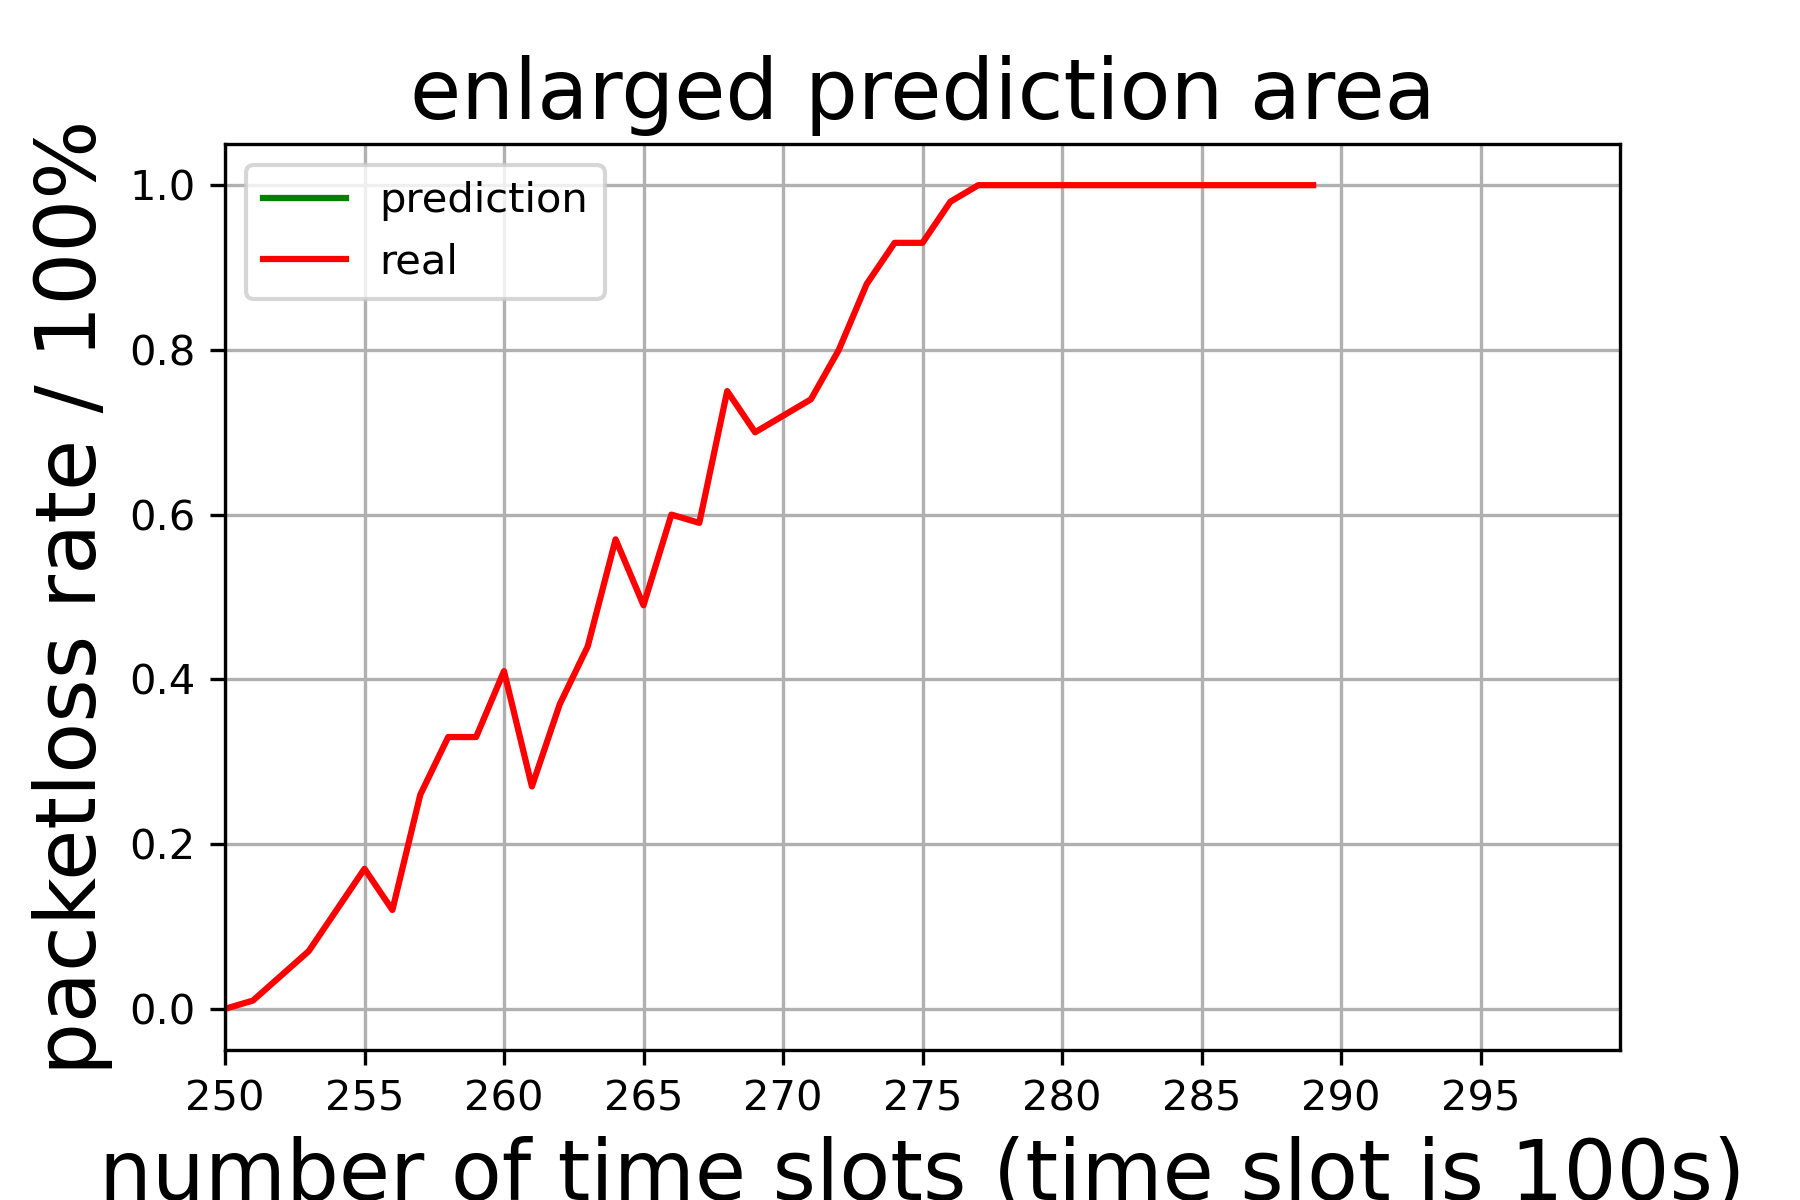 enlarged prediction area
packetloss rate / 100%
1.0
0.8
0.6
0.4
0.2
0.0
prediction
real
250 255 260 265 270 275 280 285 290 295
number of time slots (time slot is 100s)